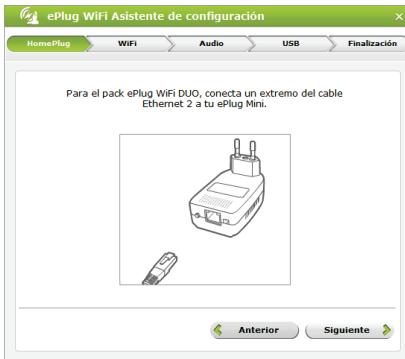 ePlug WiFi Asistente de configuración
HomePlug WiFi Audio USB Finalización
Para el pack ePlug WiFi DUO, conecta un extremo del cable
Ethernet 2 a tu ePlug Mini.
Anterior Siguiente